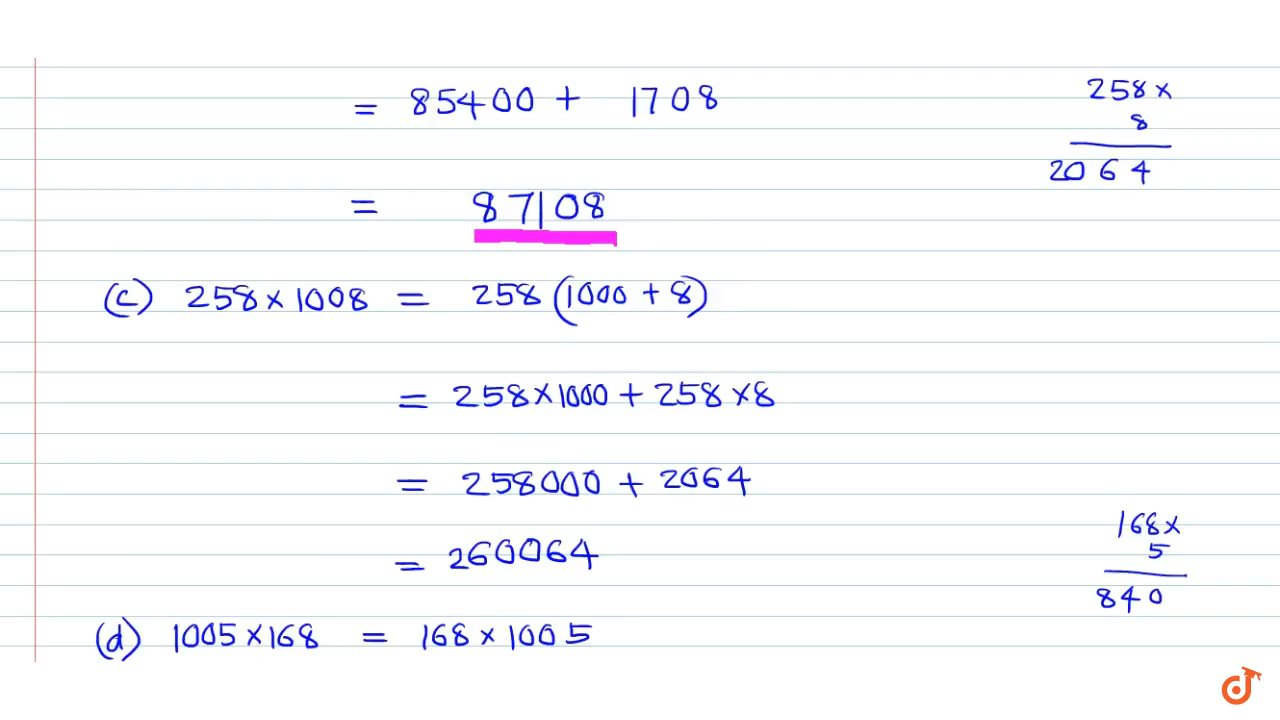 = 85400 + 1708
258 ×
8
2064
= 87108
(c) 258 × 1008 = 258 (1000 + 8)
= 258 × 1000 + 258 × 8
= 258000 + 2064
= 260064
168 ×
5
840
(d) 1005 × 168 = 168 × 1005